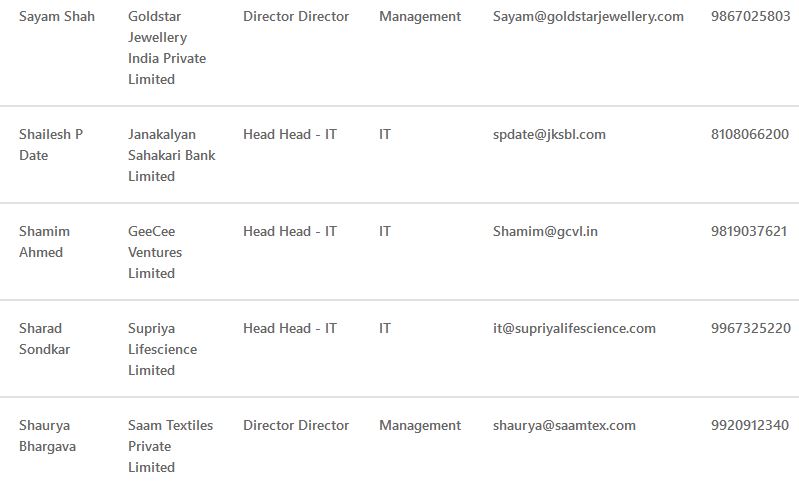 Sayam Shah Goldstar Director Director Management Sayam@goldstarjewellery.com 9867025803
Jewellery
India Private
Limited
Shailesh P Janakalyan Head Head - IT IT spdate@jksbl.com 8108066200
Date Sahakari Bank
Limited
Shamim GeeCee Head Head - IT IT Shamim@gcvl.in 9819037621
Ahmed Ventures
Limited
Sharad Supriya Head Head - IT IT it@supriyalifescience.com 9967325220
Sondkar Lifescience
Limited
Shaurya Saam Textiles Director Director Management shaurya@saamtex.com 9920912340
Bhargava Private
Limited